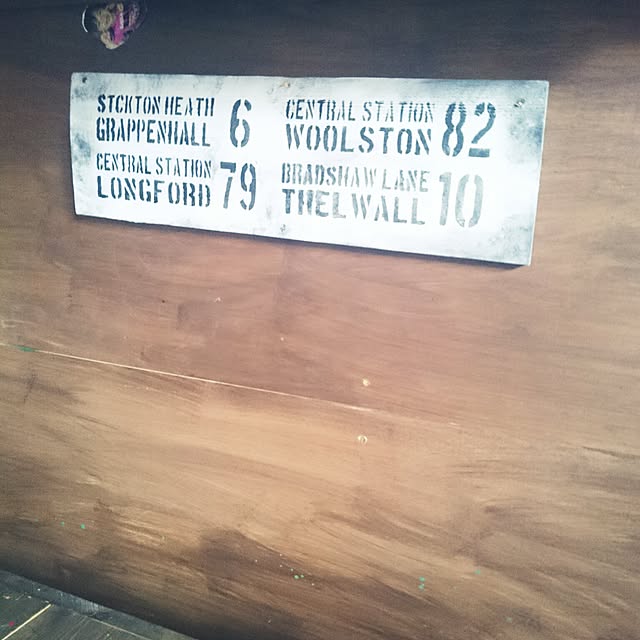 STCKTON HEATH
GRAPPENHALL 6
CENTRAL STATION
LONGFORD 79
CENTRAL STATION
WOOLSTON 82
BRADSHAW LANE
THELWALL 10